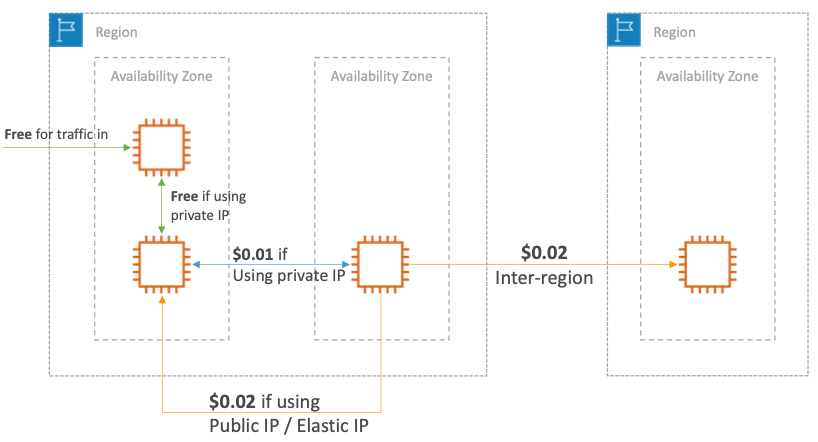 Region
Region
Availability Zone
Availability Zone
Availability Zone
Free for traffic in
Free if using
private IP
$0.01 if
Using private IP
$0.02
Inter-region
$0.02 if using
Public IP / Elastic IP